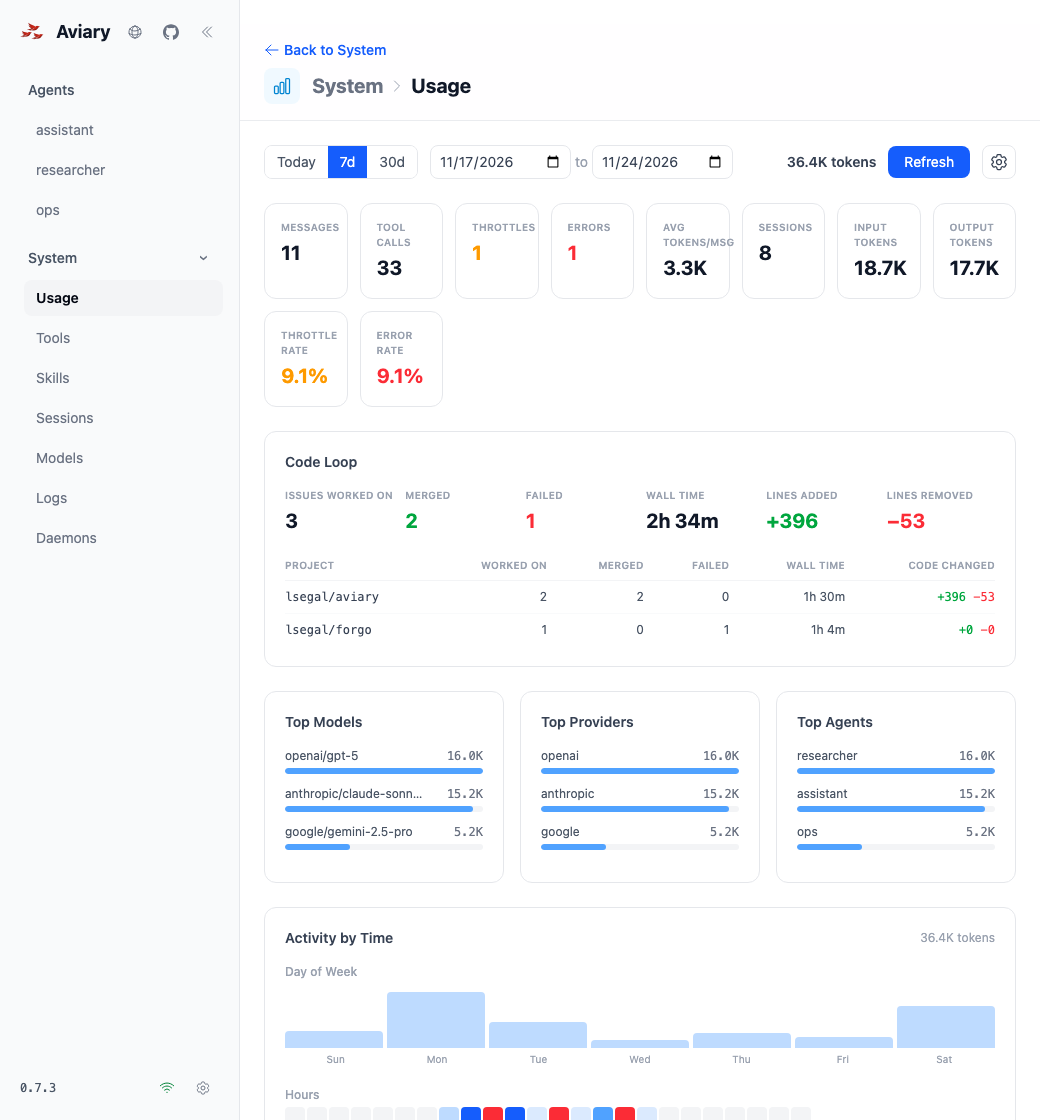 Aviary
Agents
assistant
researcher
ops
System
Usage
Tools
Skills
Sessions
Models
Logs
Daemons
0.7.3
Back to System
System
Usage
Today 7d 30d 11/17/2026 to 11/24/2026 36.4K tokens Refresh
MESSAGES
11
TOOL
CALLS
33
THROTTLES
1
ERRORS
1
AVG
TOKENS/MSG
3.3K
SESSIONS
8
INPUT
TOKENS
18.7K
OUTPUT
TOKENS
17.7K
THROTTLE
RATE
9.1%
ERROR
RATE
9.1%
Code Loop
ISSUES WORKED ON MERGED FAILED WALL TIME LINES ADDED LINES REMOVED
3 2 1 2h 34m +396 −53
PROJECT WORKED ON MERGED FAILED WALL TIME CODE CHANGED
lsegal/aviary 2 2 0 1h 30m +396 −53
lsegal/forgo 1 0 1 1h 4m +0 −0
Top Models
openai/gpt-5 16.0K
anthropic/claude-sonn... 15.2K
google/gemini-2.5-pro 5.2K
Top Providers
openai 16.0K
anthropic 15.2K
google 5.2K
Top Agents
researcher 16.0K
assistant 15.2K
ops 5.2K
Activity by Time 36.4K tokens
Day of Week
Sun Mon Tue Wed Thu Fri Sat
Hours